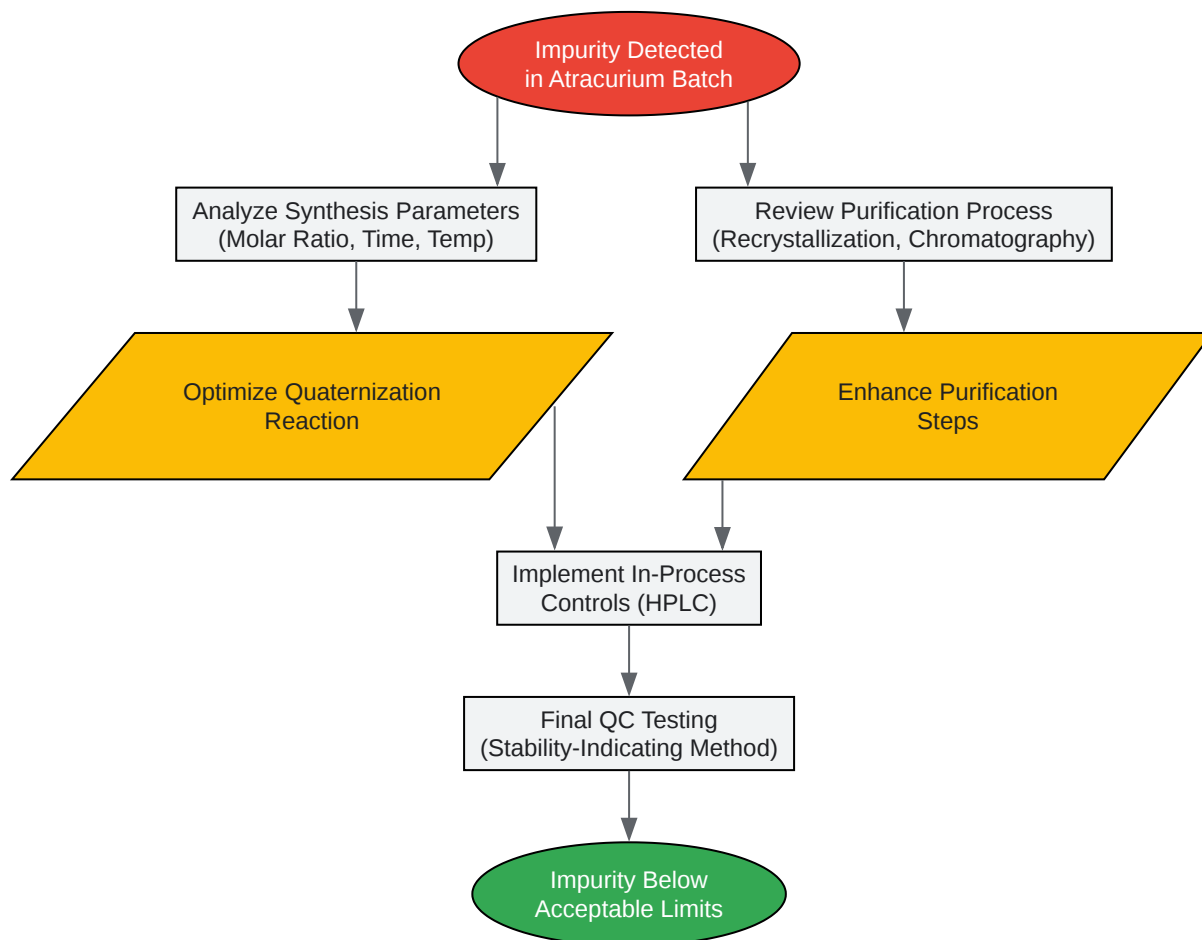 Impurity Detected
in Atracurium Batch
Analyze Synthesis Parameters
(Molar Ratio, Time, Temp)
Review Purification Process
(Recrystallization, Chromatography)
Optimize Quaternization
Reaction
Enhance Purification
Steps
Implement In-Process
Controls (HPLC)
Final QC Testing
(Stability-Indicating Method)
Impurity Below
Acceptable Limits